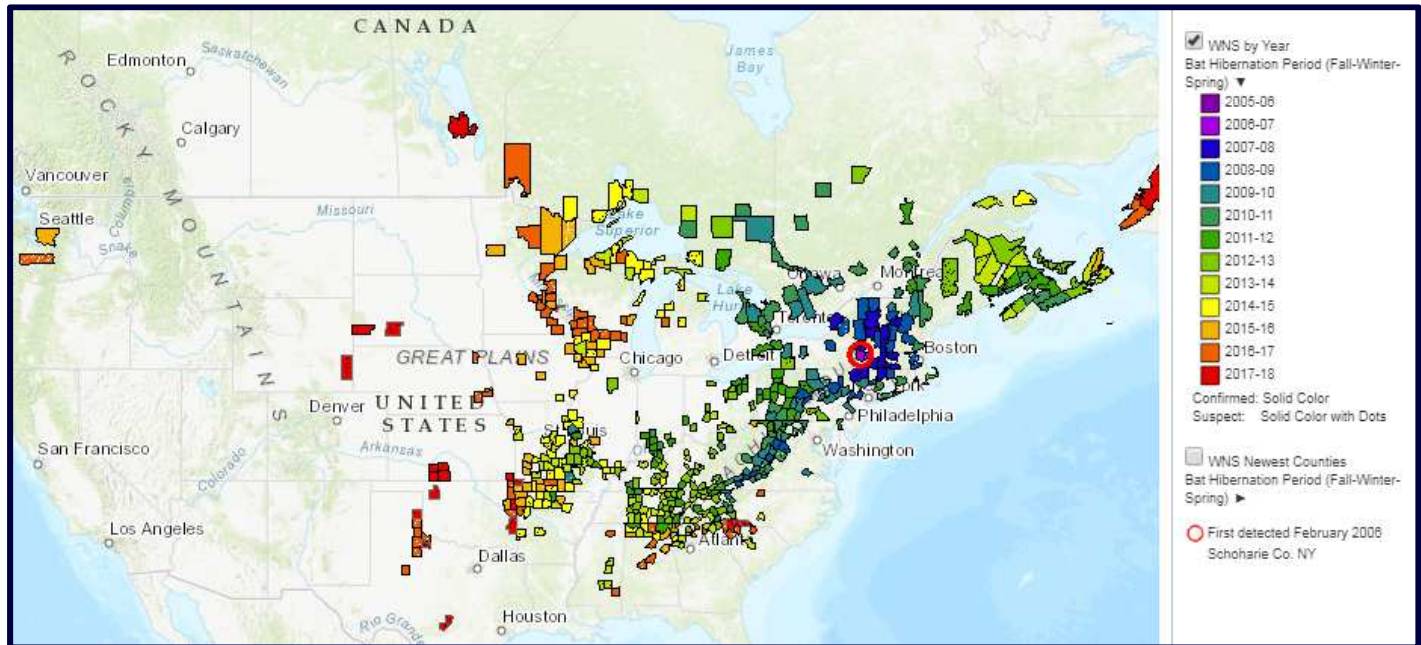 CANADA
Edmonton
Saskatchewan
James
Bay
ROCKY MOUNTAINS
Calgary
Vancouver
Columbia
Seattle
Snake
Missouri
Lake
Superior
Ottawa
Montreal
Lake
Toronto
Boston
GREAT PLAINS
Chicago
Detroit
Denver
UNITED
STATES
Philadelphia
Washington
San Francisco
Colorado
Arkansas
Los Angeles
Atlanta
Dallas
Houston
Rio Grande
WNS by Year
Bat Hibernation Period (Fall-Winter-
Spring) ▼
2005-06
2006-07
2007-08
2008-09
2009-10
2010-11
2011-12
2012-13
2013-14
2014-15
2015-16
2016-17
2017-18
Confirmed: Solid Color
Suspect: Solid Color with Dots
WNS Newest Counties
Bat Hibernation Period (Fall-Winter-
Spring) ►
First detected February 2006
Schoharie Co. NY